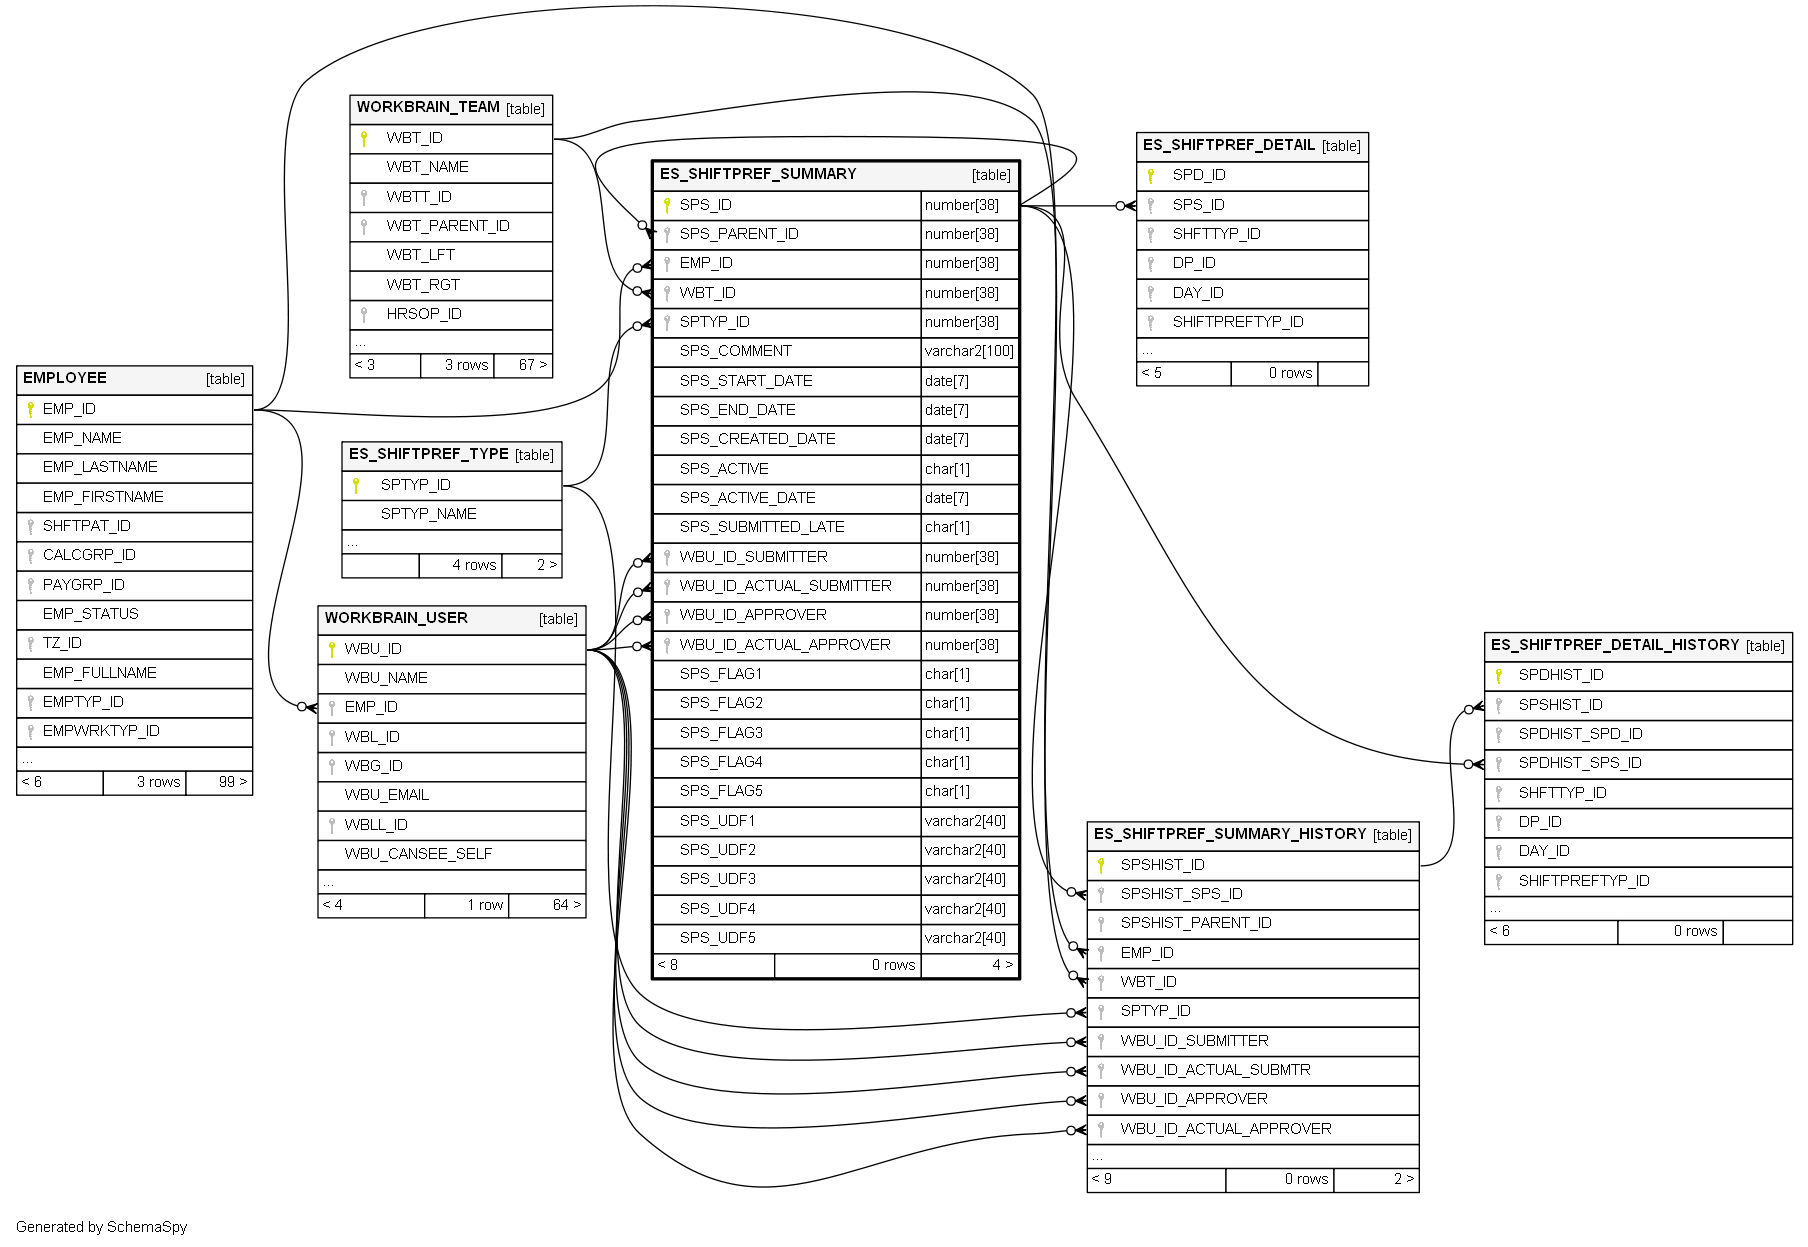 WORKBRAIN_TEAM [table]
WBT_ID
WBT_NAME
WBTT_ID
WBT_PARENT_ID
WBT_LFT
WBT_RGT
HRSOP_ID
...
< 3 3 rows 67 >
EMPLOYEE [table]
EMP_ID
EMP_NAME
EMP_LASTNAME
EMP_FIRSTNAME
SHFTPAT_ID
CALCGRP_ID
PAYGRP_ID
EMP_STATUS
TZ_ID
EMP_FULLNAME
EMPTYP_ID
EMPWRKTYP_ID
...
< 6 3 rows 99 >
ES_SHIFTPREF_TYPE [table]
SPTYP_ID
SPTYP_NAME
...
4 rows 2 >
WORKBRAIN_USER [table]
WBU_ID
WBU_NAME
EMP_ID
WBL_ID
WBG_ID
WBU_EMAIL
WBLL_ID
WBU_CANSEE_SELF
...
< 4 1 row 64 >
ES_SHIFTPREF_SUMMARY [table]
SPS_ID number[38]
SPS_PARENT_ID number[38]
EMP_ID number[38]
WBT_ID number[38]
SPTYP_ID number[38]
SPS_COMMENT varchar2[100]
SPS_START_DATE date[7]
SPS_END_DATE date[7]
SPS_CREATED_DATE date[7]
SPS_ACTIVE char[1]
SPS_ACTIVE_DATE date[7]
SPS_SUBMITTED_LATE char[1]
WBU_ID_SUBMITTER number[38]
WBU_ID_ACTUAL_SUBMITTER number[38]
WBU_ID_APPROVER number[38]
WBU_ID_ACTUAL_APPROVER number[38]
SPS_FLAG1 char[1]
SPS_FLAG2 char[1]
SPS_FLAG3 char[1]
SPS_FLAG4 char[1]
SPS_FLAG5 char[1]
SPS_UDF1 varchar2[40]
SPS_UDF2 varchar2[40]
SPS_UDF3 varchar2[40]
SPS_UDF4 varchar2[40]
SPS_UDF5 varchar2[40]
< 8 0 rows 4 >
ES_SHIFTPREF_DETAIL [table]
SPD_ID
SPS_ID
SHFTTYP_ID
DP_ID
DAY_ID
SHIFTPREFTYP_ID
...
< 5 0 rows
ES_SHIFTPREF_SUMMARY_HISTORY [table]
SPSHIST_ID
SPSHIST_SPS_ID
SPSHIST_PARENT_ID
EMP_ID
WBT_ID
SPTYP_ID
WBU_ID_SUBMITTER
WBU_ID_ACTUAL_SUBMTR
WBU_ID_APPROVER
WBU_ID_ACTUAL_APPROVER
...
< 9 0 rows 2 >
ES_SHIFTPREF_DETAIL_HISTORY [table]
SPDHIST_ID
SPSHIST_ID
SPDHIST_SPD_ID
SPDHIST_SPS_ID
SHFTTYP_ID
DP_ID
DAY_ID
SHIFTPREFTYP_ID
...
< 6 0 rows
Generated by SchemaSpy